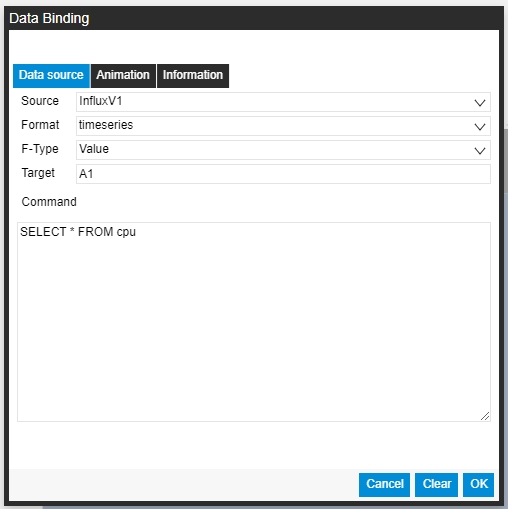 Data Binding
Data source Animation Information
Source InfluxV1
Format timeseries
F-Type Value
Target A1
Command
SELECT * FROM cpu
Cancel Clear OK